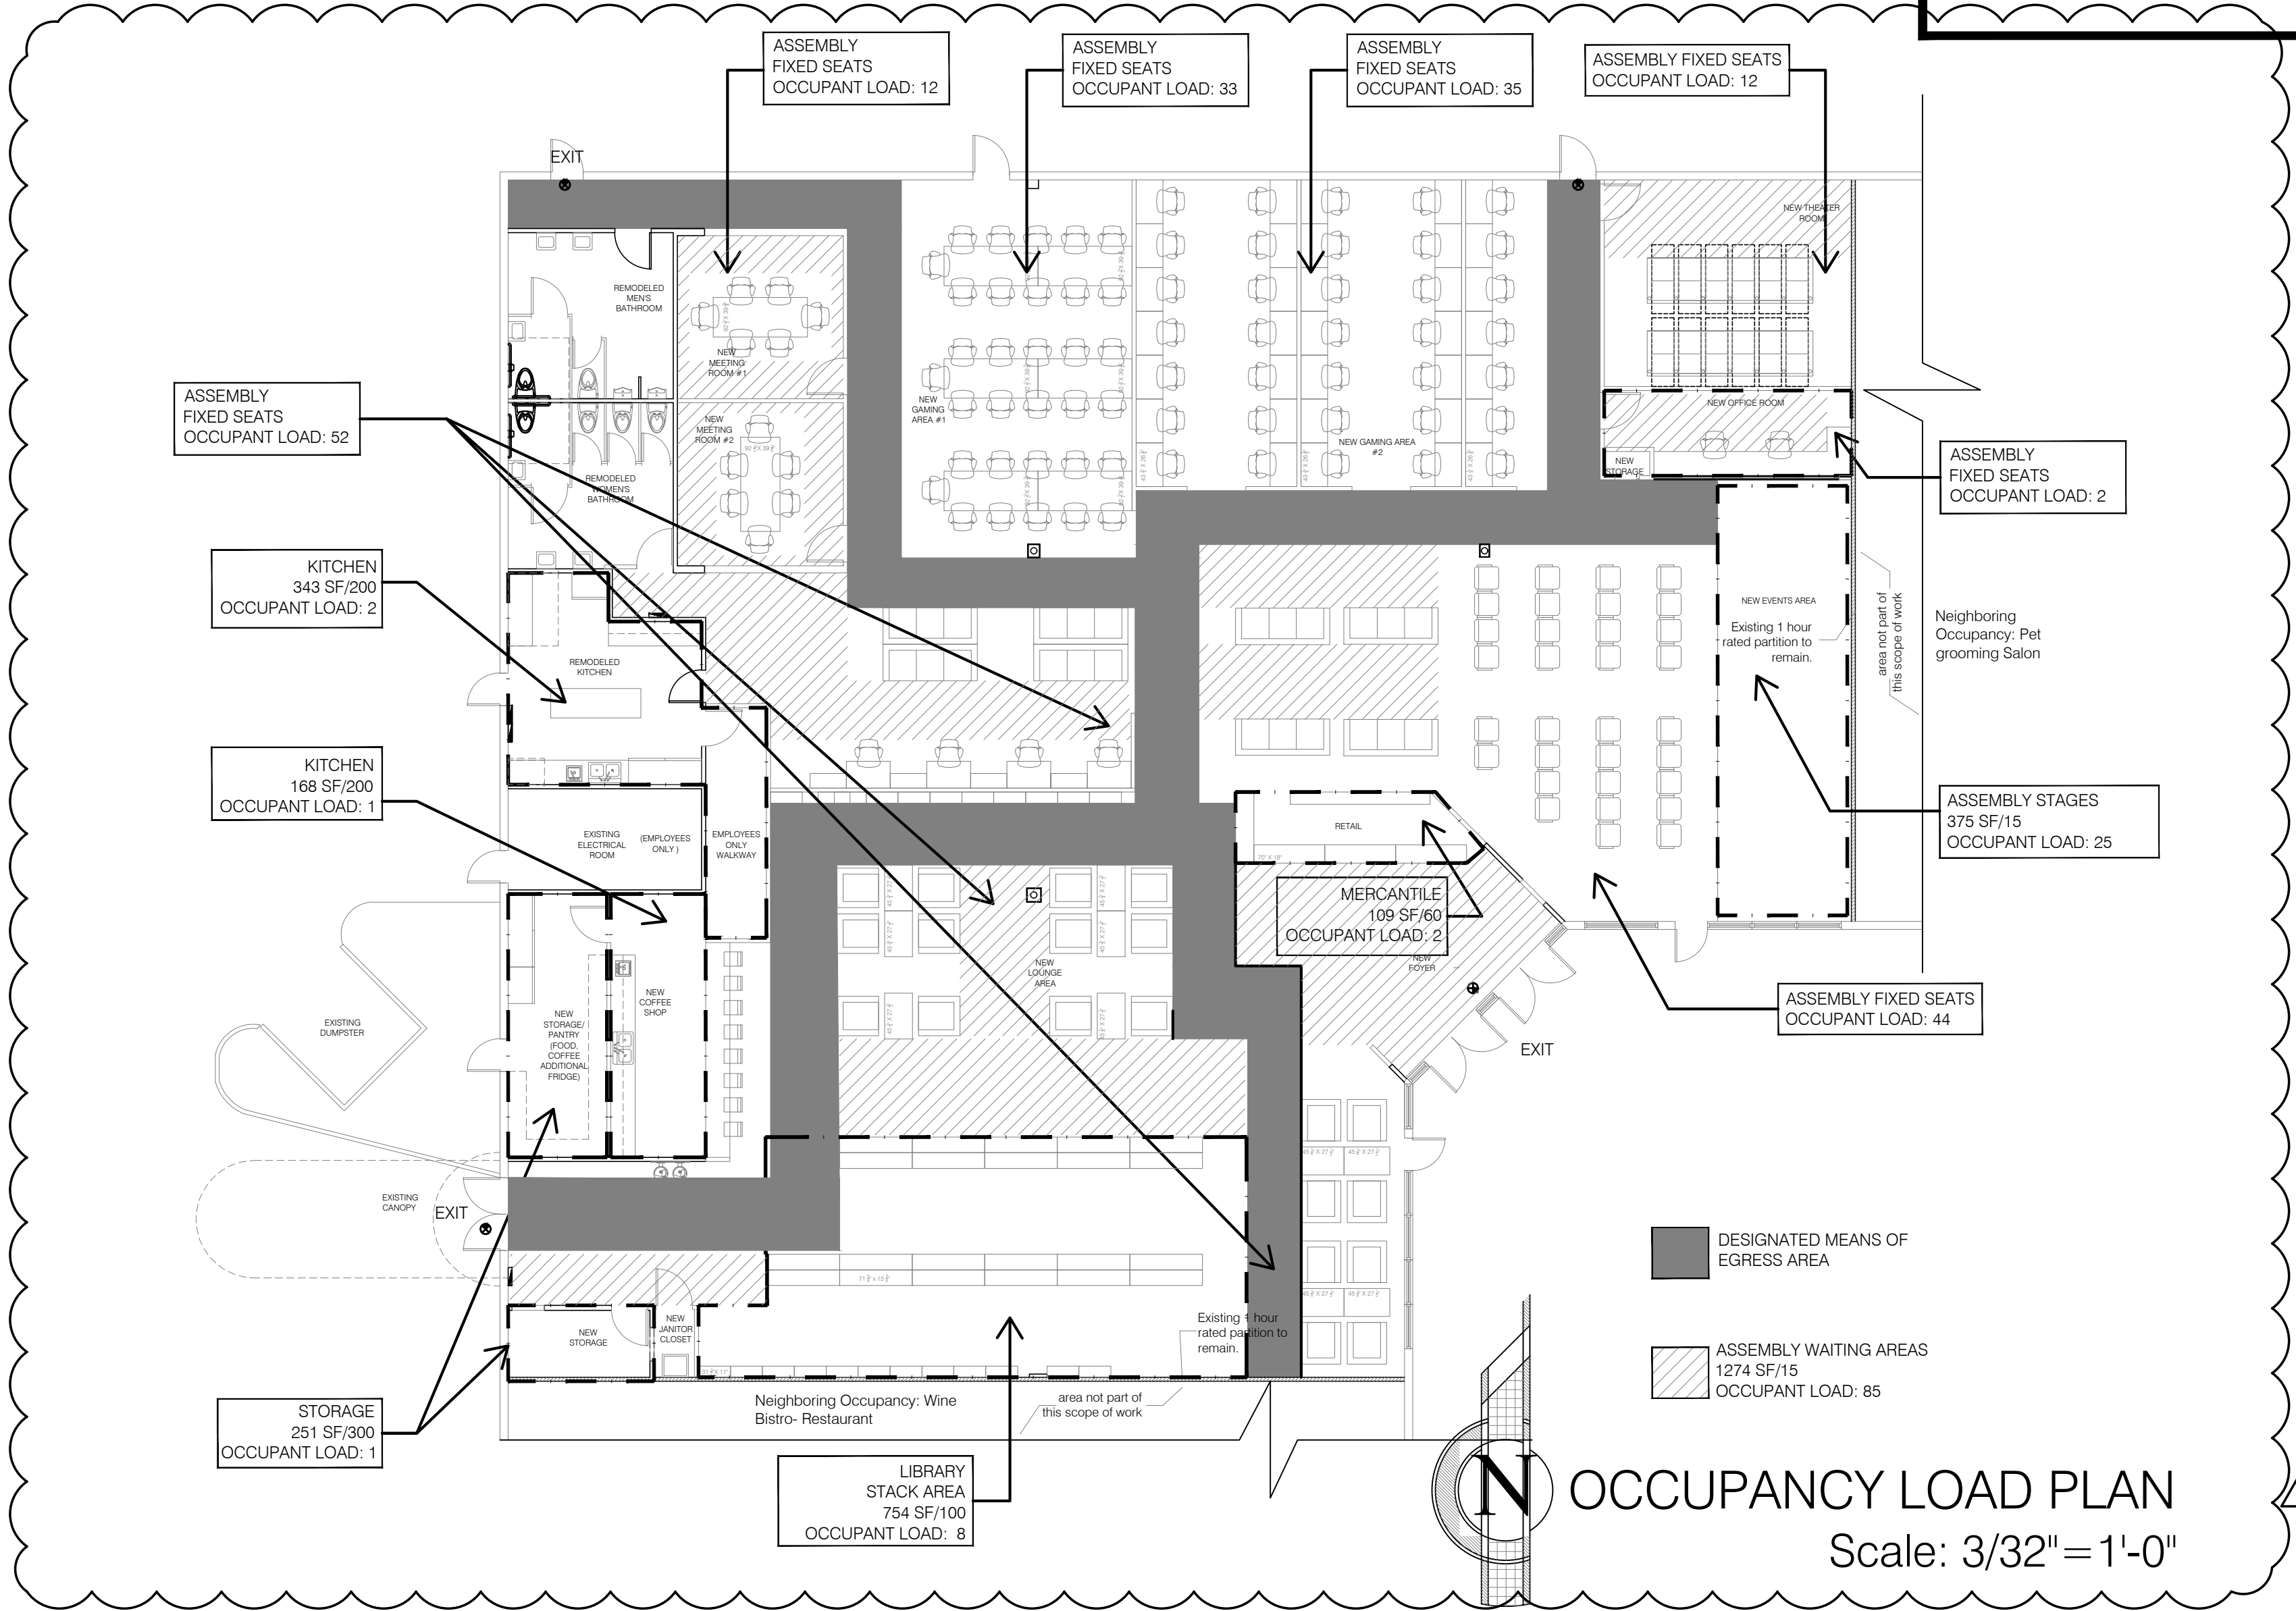 ASSEMBLY
FIXED SEATS
OCCUPANT LOAD: 12
ASSEMBLY
FIXED SEATS
OCCUPANT LOAD: 33
ASSEMBLY
FIXED SEATS
OCCUPANT LOAD: 35
ASSEMBLY FIXED SEATS
OCCUPANT LOAD: 12
EXIT
NEW THEATER
ROOM
REMODELED
MEN'S
BATHROOM
NEW
MEETING
ROOM #1
NEW
GAMING
AREA #1
NEW OFFICE ROOM
ASSEMBLY
FIXED SEATS
OCCUPANT LOAD: 52
NEW
MEETING
ROOM #2
NEW GAMING AREA
#2
NEW
STORAGE
ASSEMBLY
FIXED SEATS
OCCUPANT LOAD: 2
REMODELED
WOMEN'S
BATHROOM
KITCHEN
343 SF/200
OCCUPANT LOAD: 2
NEW EVENTS AREA
Existing 1 hour
rated partition to
remain.
area not part of
this scope of work
Neighboring
Occupancy: Pet
grooming Salon
REMODELED
KITCHEN
KITCHEN
168 SF/200
OCCUPANT LOAD: 1
ASSEMBLY STAGES
375 SF/15
OCCUPANT LOAD: 25
EXISTING
ELECTRICAL
ROOM
(EMPLOYEES
ONLY )
EMPLOYEES
ONLY
WALKWAY
RETAIL
70" X 18"
MERCANTILE
109 SF/60
OCCUPANT LOAD: 2
NEW
FOYER
NEW
LOUNGE
AREA
NEW
COFFEE
SHOP
NEW
STORAGE/
PANTRY
(FOOD,
COFFEE
ADDITIONAL
FRIDGE)
EXISTING
DUMPSTER
ASSEMBLY FIXED SEATS
OCCUPANT LOAD: 44
EXIT
EXISTING
CANOPY
EXIT
DESIGNATED MEANS OF
EGRESS AREA
NEW
STORAGE
NEW
JANITOR
CLOSET
Existing 1 hour
rated partition to
remain.
ASSEMBLY WAITING AREAS
1274 SF/15
OCCUPANT LOAD: 85
Neighboring Occupancy: Wine
Bistro- Restaurant
area not part of
this scope of work
STORAGE
251 SF/300
OCCUPANT LOAD: 1
LIBRARY
STACK AREA
754 SF/100
OCCUPANT LOAD: 8
N
OCCUPANCY LOAD PLAN
Scale: 3/32"=1'-0"